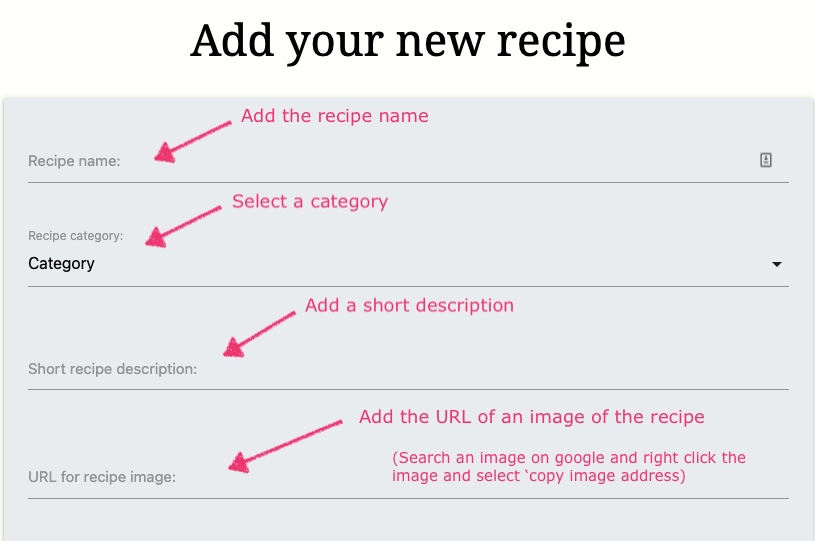 Add your new recipe
Add the recipe name
Recipe name:
Select a category
Recipe category:
Category
Add a short description
Short recipe description:
Add the URL of an image of the recipe
(Search an image on google and right click the
image and select ‘copy image address)
URL for recipe image: